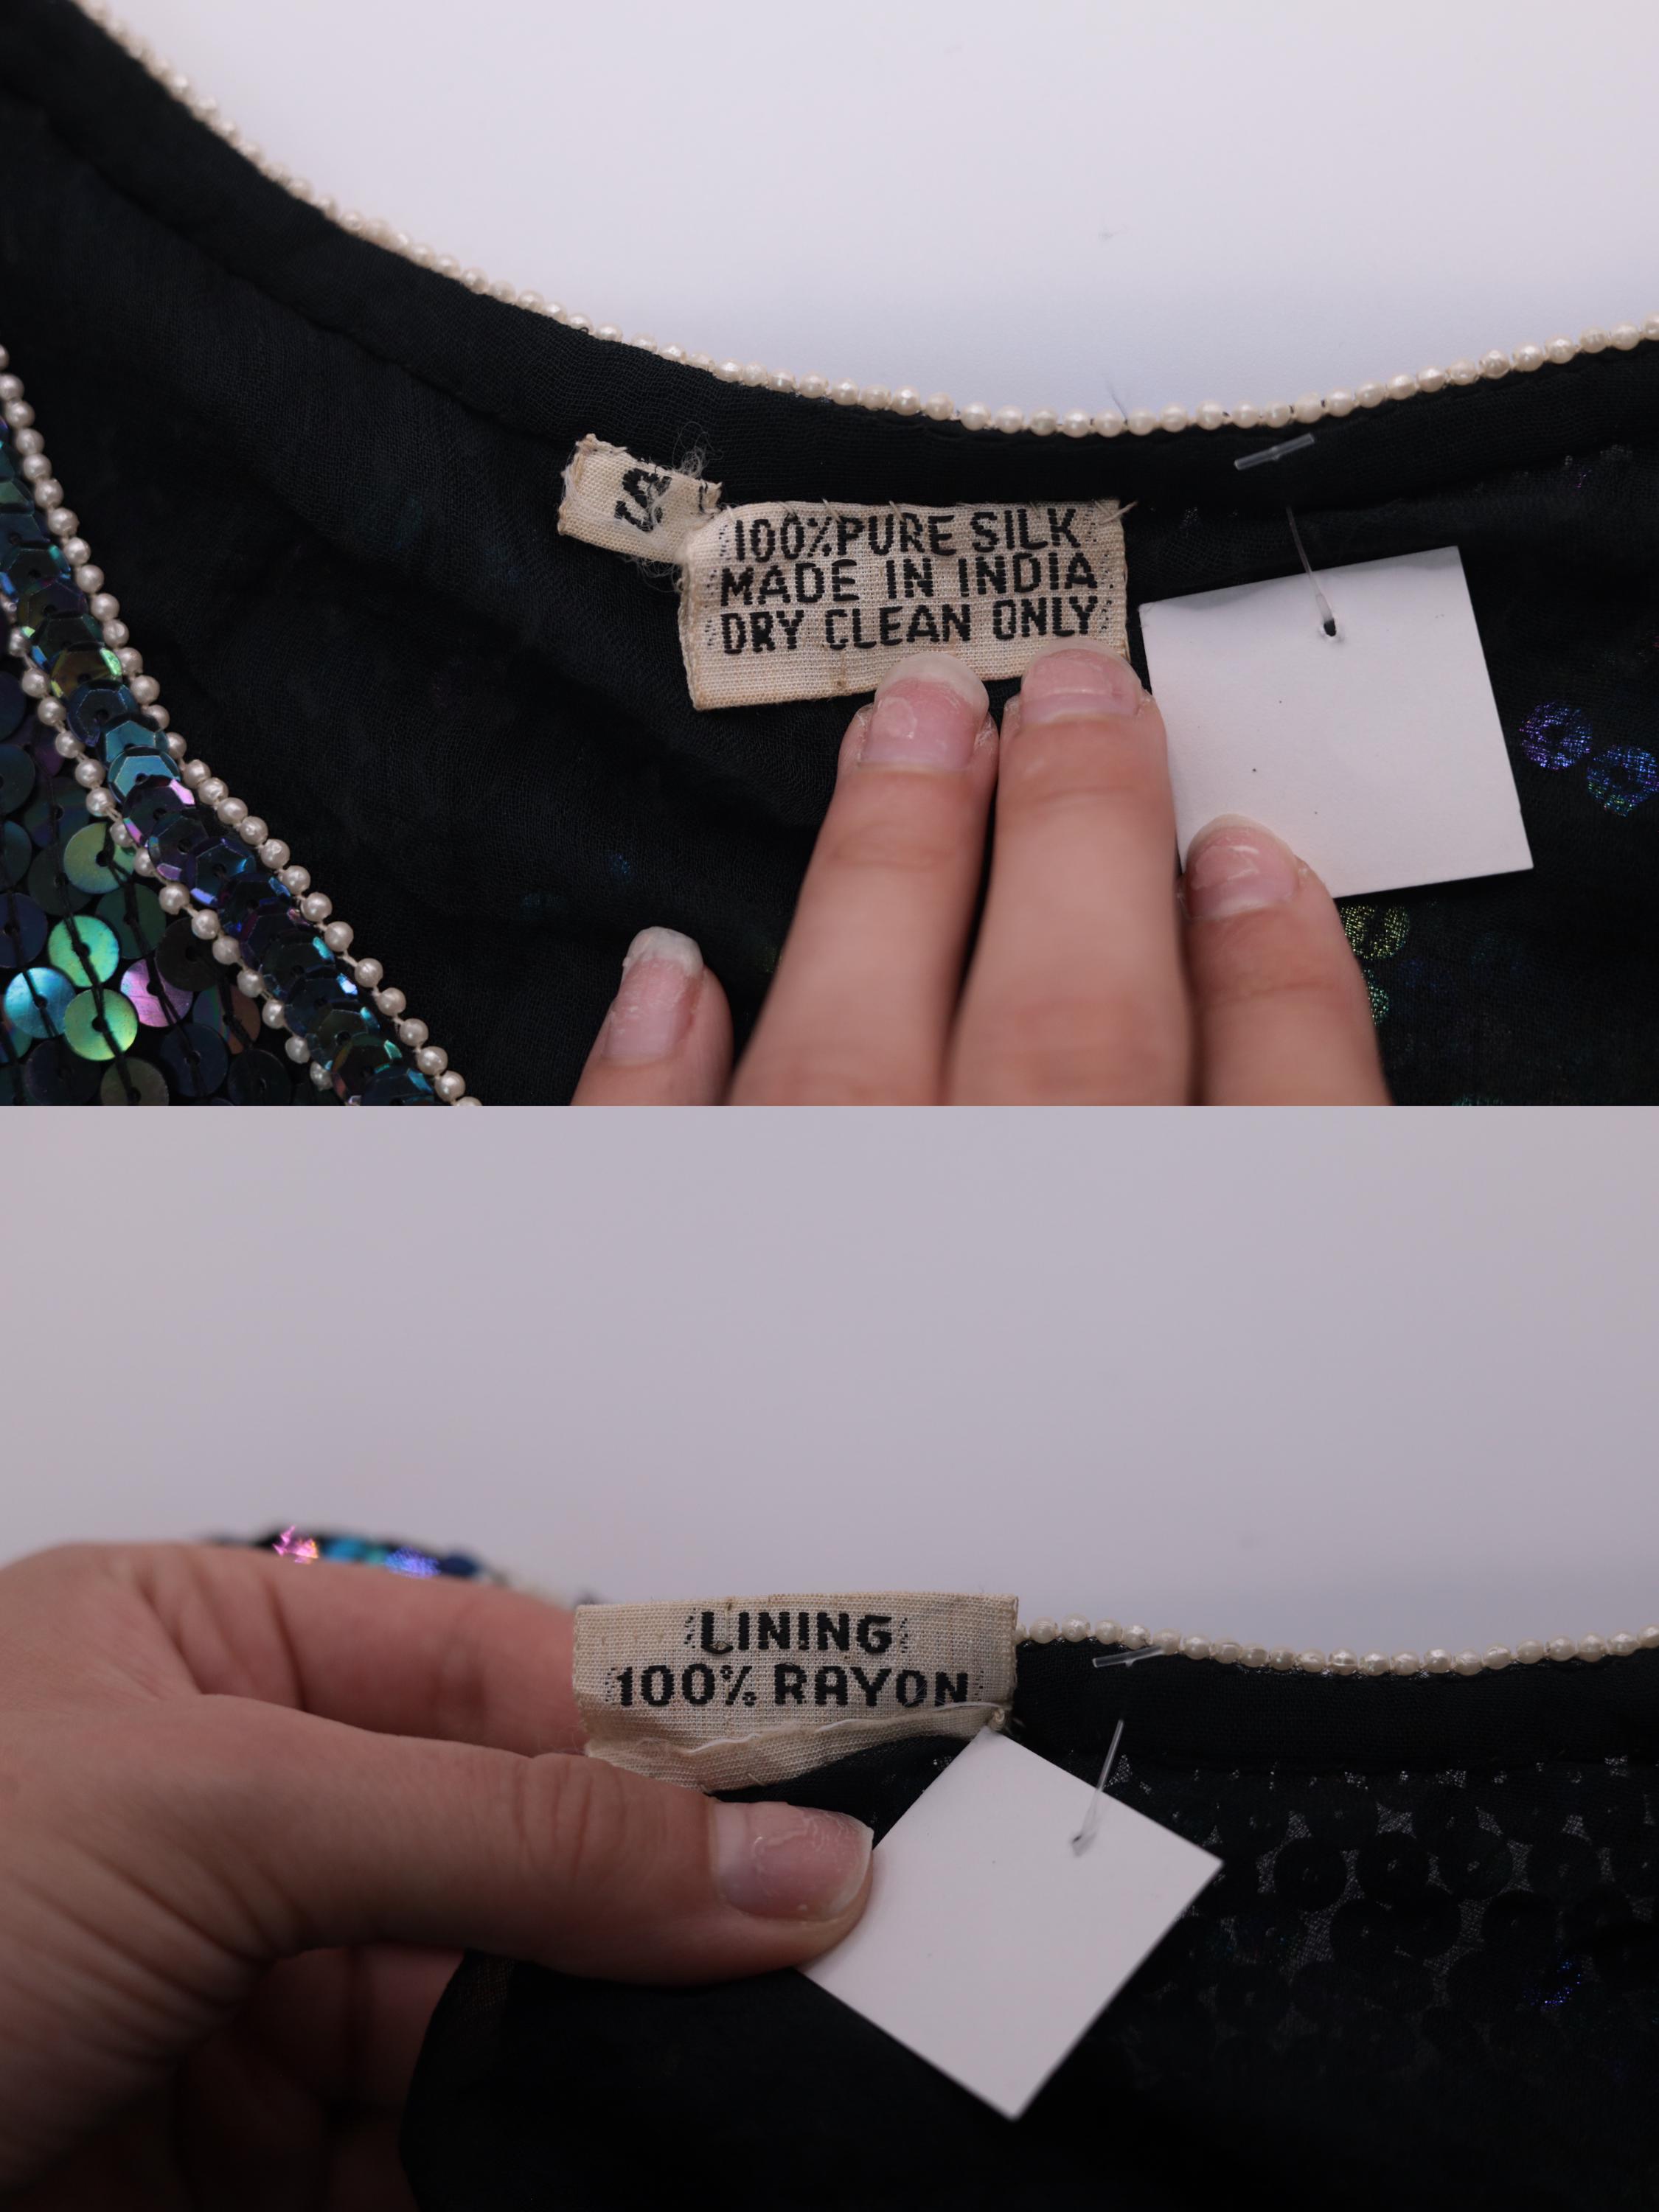 100%PURE SILK
MADE IN INDIA
DRY CLEAN ONLY
LINING
100% RAYON